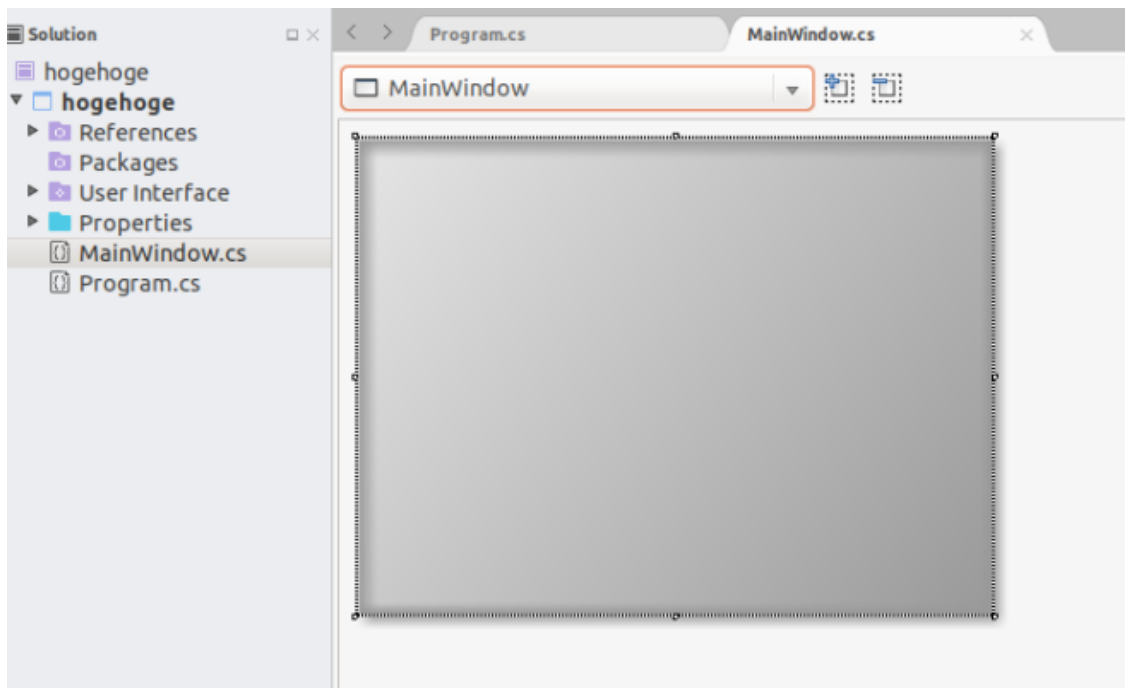 Solution
hogehoge
hogehoge
References
Packages
User Interface
Properties
MainWindow.cs
Program.cs
Program.cs
MainWindow.cs
MainWindow